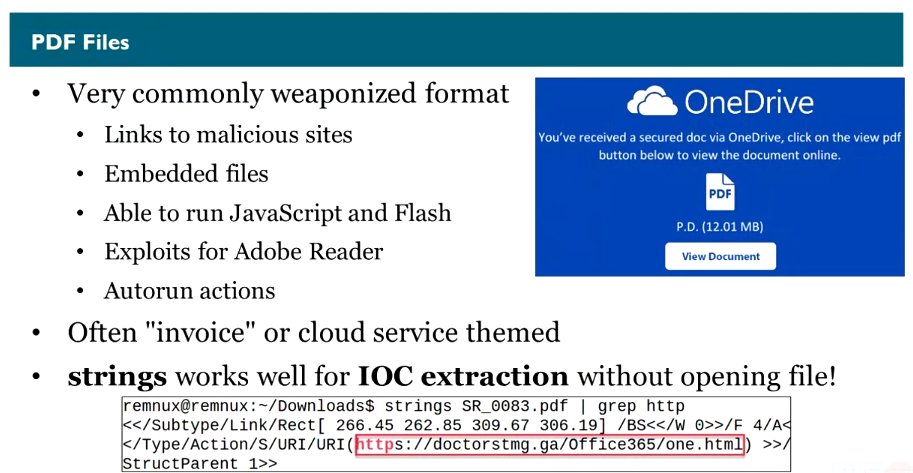 PDF Files
• Very commonly weaponized format
• Links to malicious sites
• Embedded files
• Able to run JavaScript and Flash
• Exploits for Adobe Reader
• Autorun actions
• Often "invoice" or cloud service themed
• strings works well for IOC extraction without opening file!
OneDrive
You've received a secured doc via OneDrive, click on the view pdf
button below to view the document online.
PDF
P.D. (12.01 MB)
View Document
remnux@remnux:~/Downloads$ strings SR_0083.pdf | grep http
<</Subtype/Link/Rect[ 266.45 262.85 309.67 306.19] /BS<</W 0>>/F 4/A<
</Type/Action/S/URI/URI(https://doctorstmg.ga/Office365/one.html) >>/
StructParent 1>>